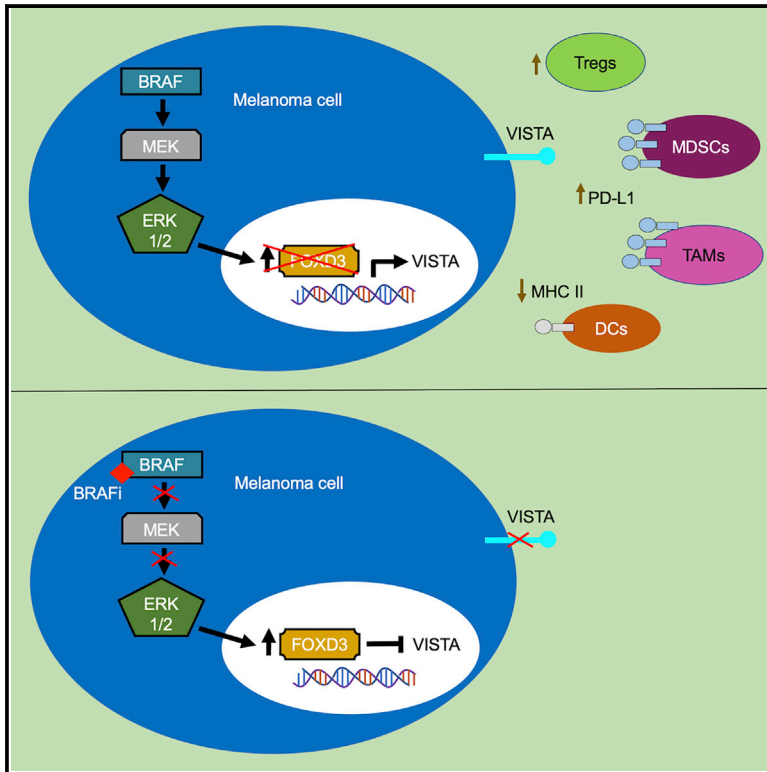 BRAF
Melanoma cell
MEK
ERK
1/2
FOXD3
VISTA
VISTA
Tregs
MDSCs
PD-L1
TAMs
MHC II
DCs
BRAF
BRAFi
Melanoma cell
MEK
ERK
1/2
FOXD3
VISTA
VISTA